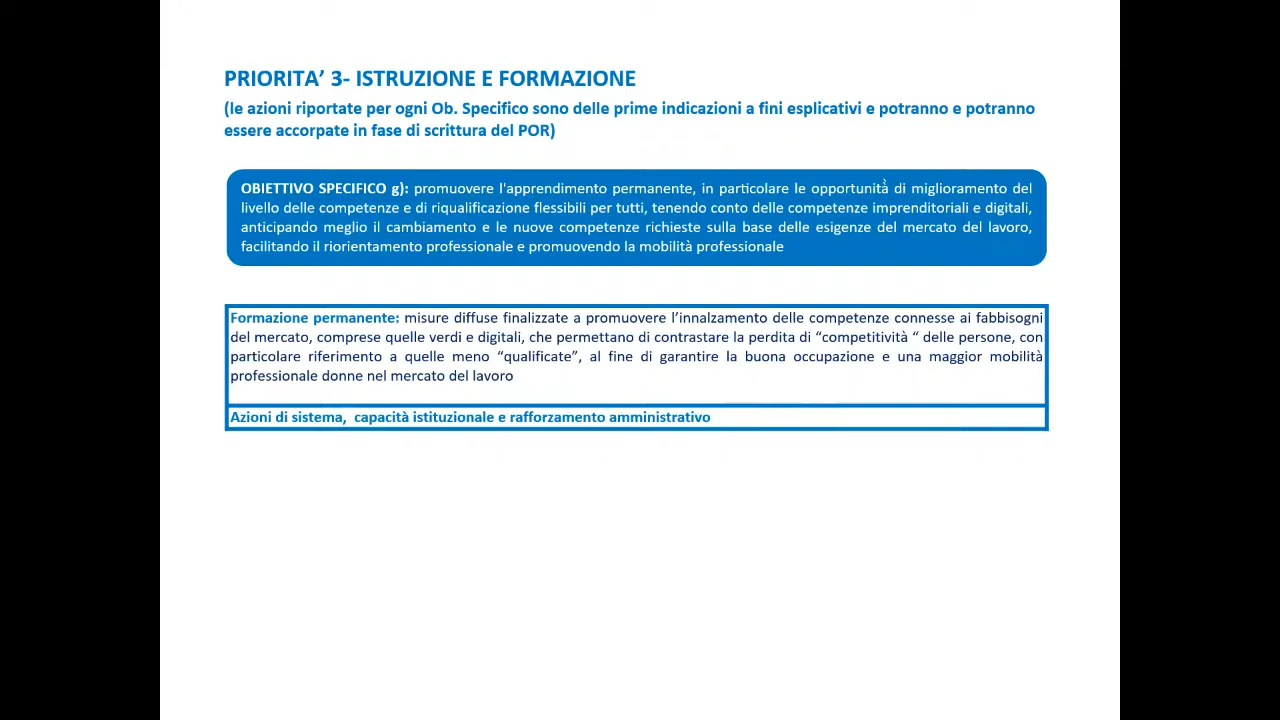 PRIORITA’ 3- ISTRUZIONE E FORMAZIONE
(le azioni riportate per ogni Ob. Specifico sono delle prime indicazioni a fini esplicativi e potranno e potranno
essere accorpate in fase di scrittura del POR)
OBIETTIVO SPECIFICO g): promuovere l'apprendimento permanente, in particolare le opportunità di miglioramento del
livello delle competenze e di riqualificazione flessibili per tutti, tenendo conto delle competenze imprenditoriali e digitali,
anticipando meglio il cambiamento e le nuove competenze richieste sulla base delle esigenze del mercato del lavoro,
facilitando il riorientamento professionale e promuovendo la mobilità professionale
Formazione permanente: misure diffuse finalizzate a promuovere l’innalzamento delle competenze connesse ai fabbisogni
del mercato, comprese quelle verdi e digitali, che permettano di contrastare la perdita di “competitività “ delle persone, con
particolare riferimento a quelle meno “qualificate”, al fine di garantire la buona occupazione e una maggior mobilità
professionale donne nel mercato del lavoro
Azioni di sistema, capacità istituzionale e rafforzamento amministrativo